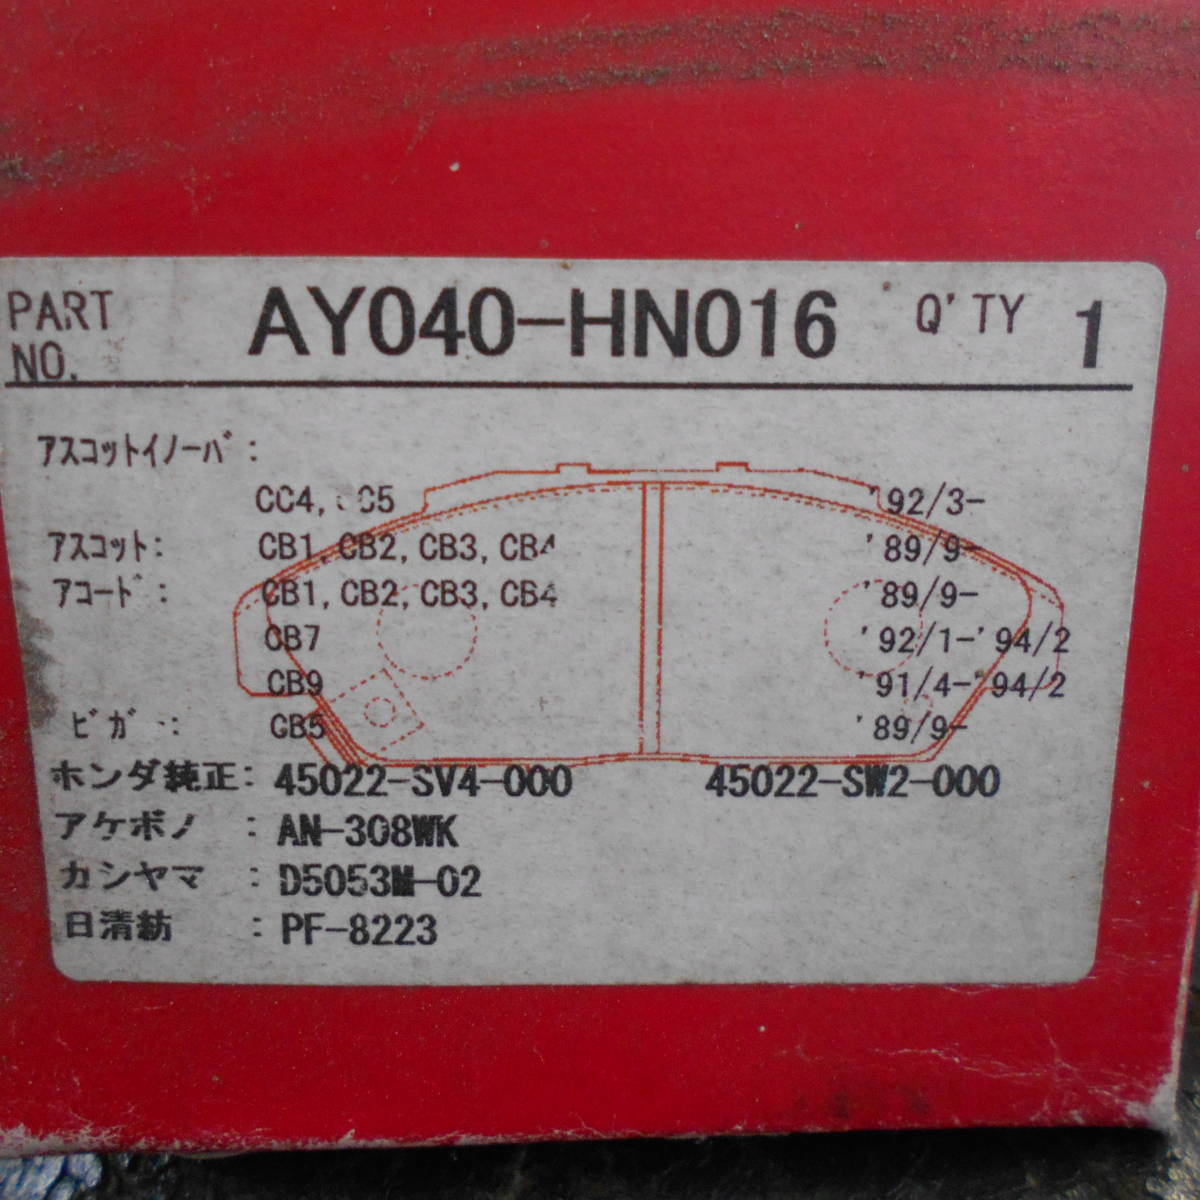 PART NO. AY040-HN016 Q'TY 1
アスコットイノーバ:
CC4, CC5 '92/3-
アスコット: CB1, CB2, CB3, CB4 '89/9-
アコード: CB1, CB2, CB3, CB4 '89/9-
CB7 '92/1-'94/2
CB9 '91/4-'94/2
ビガー: CB5 '89/9-
ホンダ純正: 45022-SV4-000 45022-SW2-000
アケボノ : AN-308WK
カシヤマ : D5053M-02
日清紡 : PF-8223